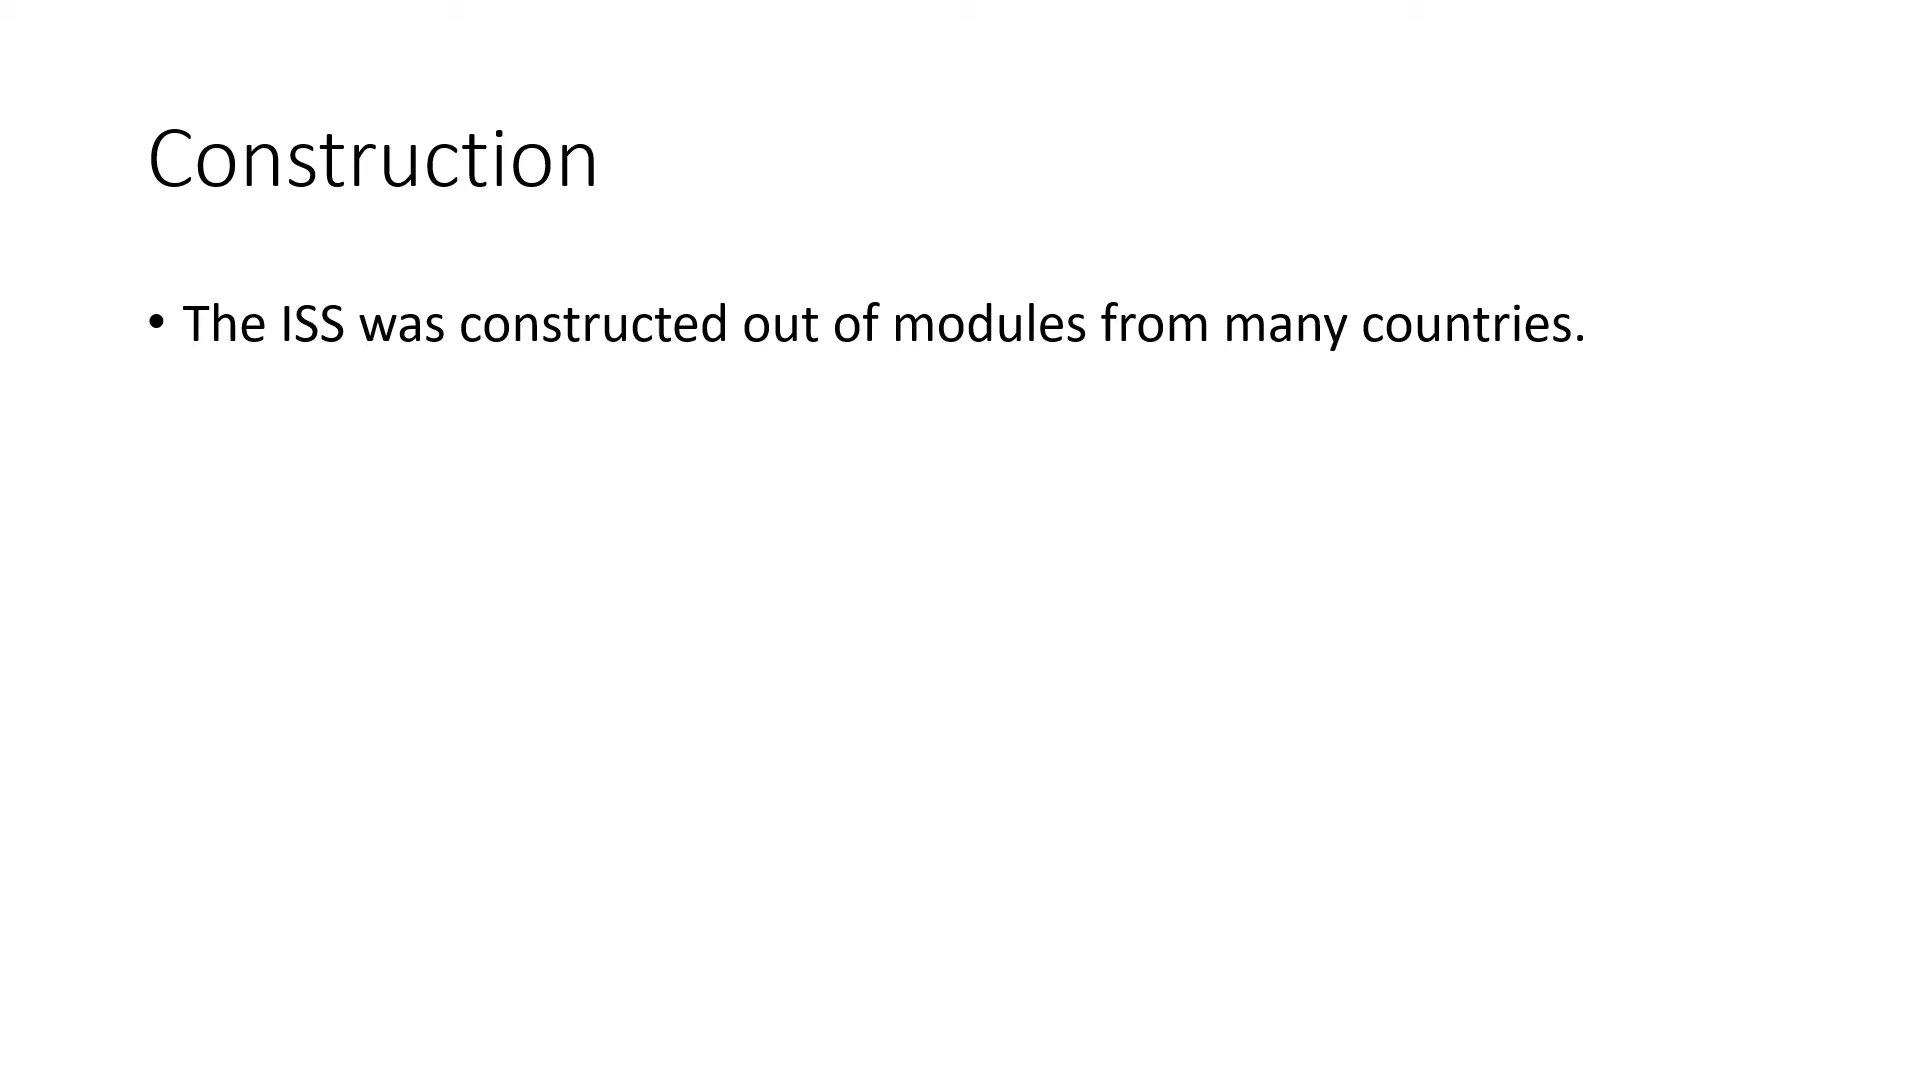 Construction
• The ISS was constructed out of modules from many countries.